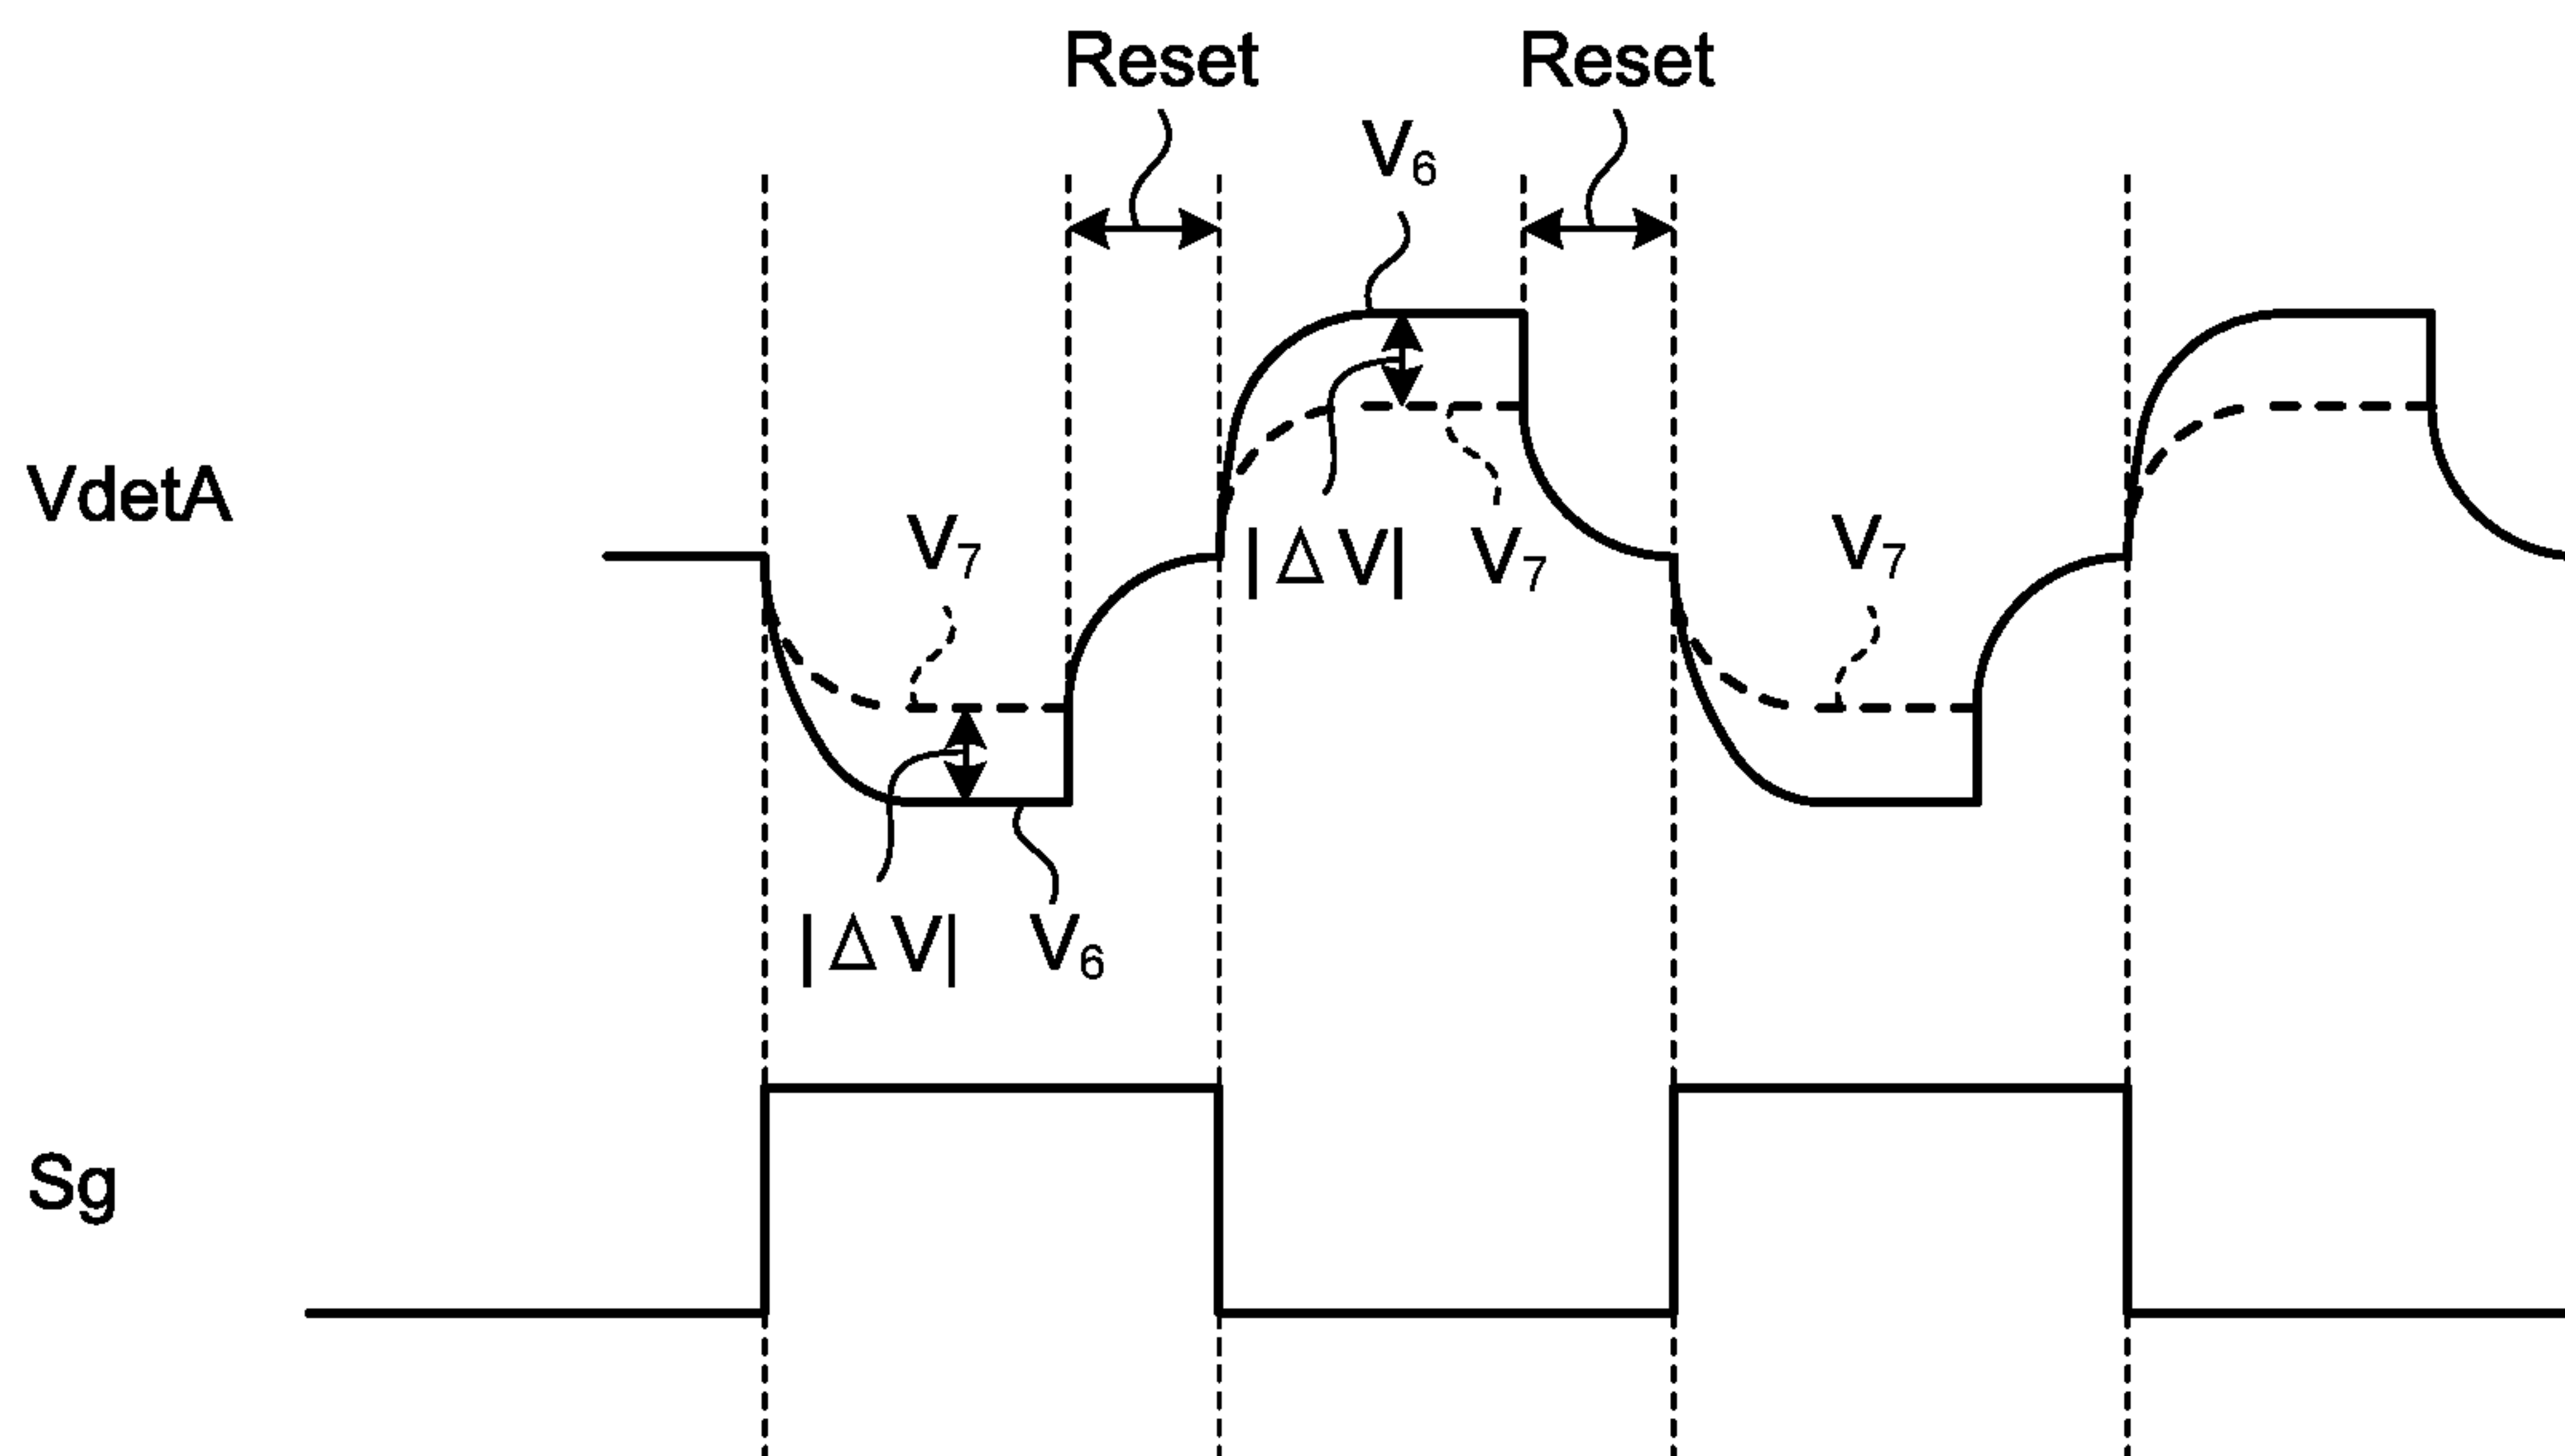 Reset
Reset
V₆
VdetA
V₇
|ΔV|
V₇
V₇
|ΔV|
V₆
Sg